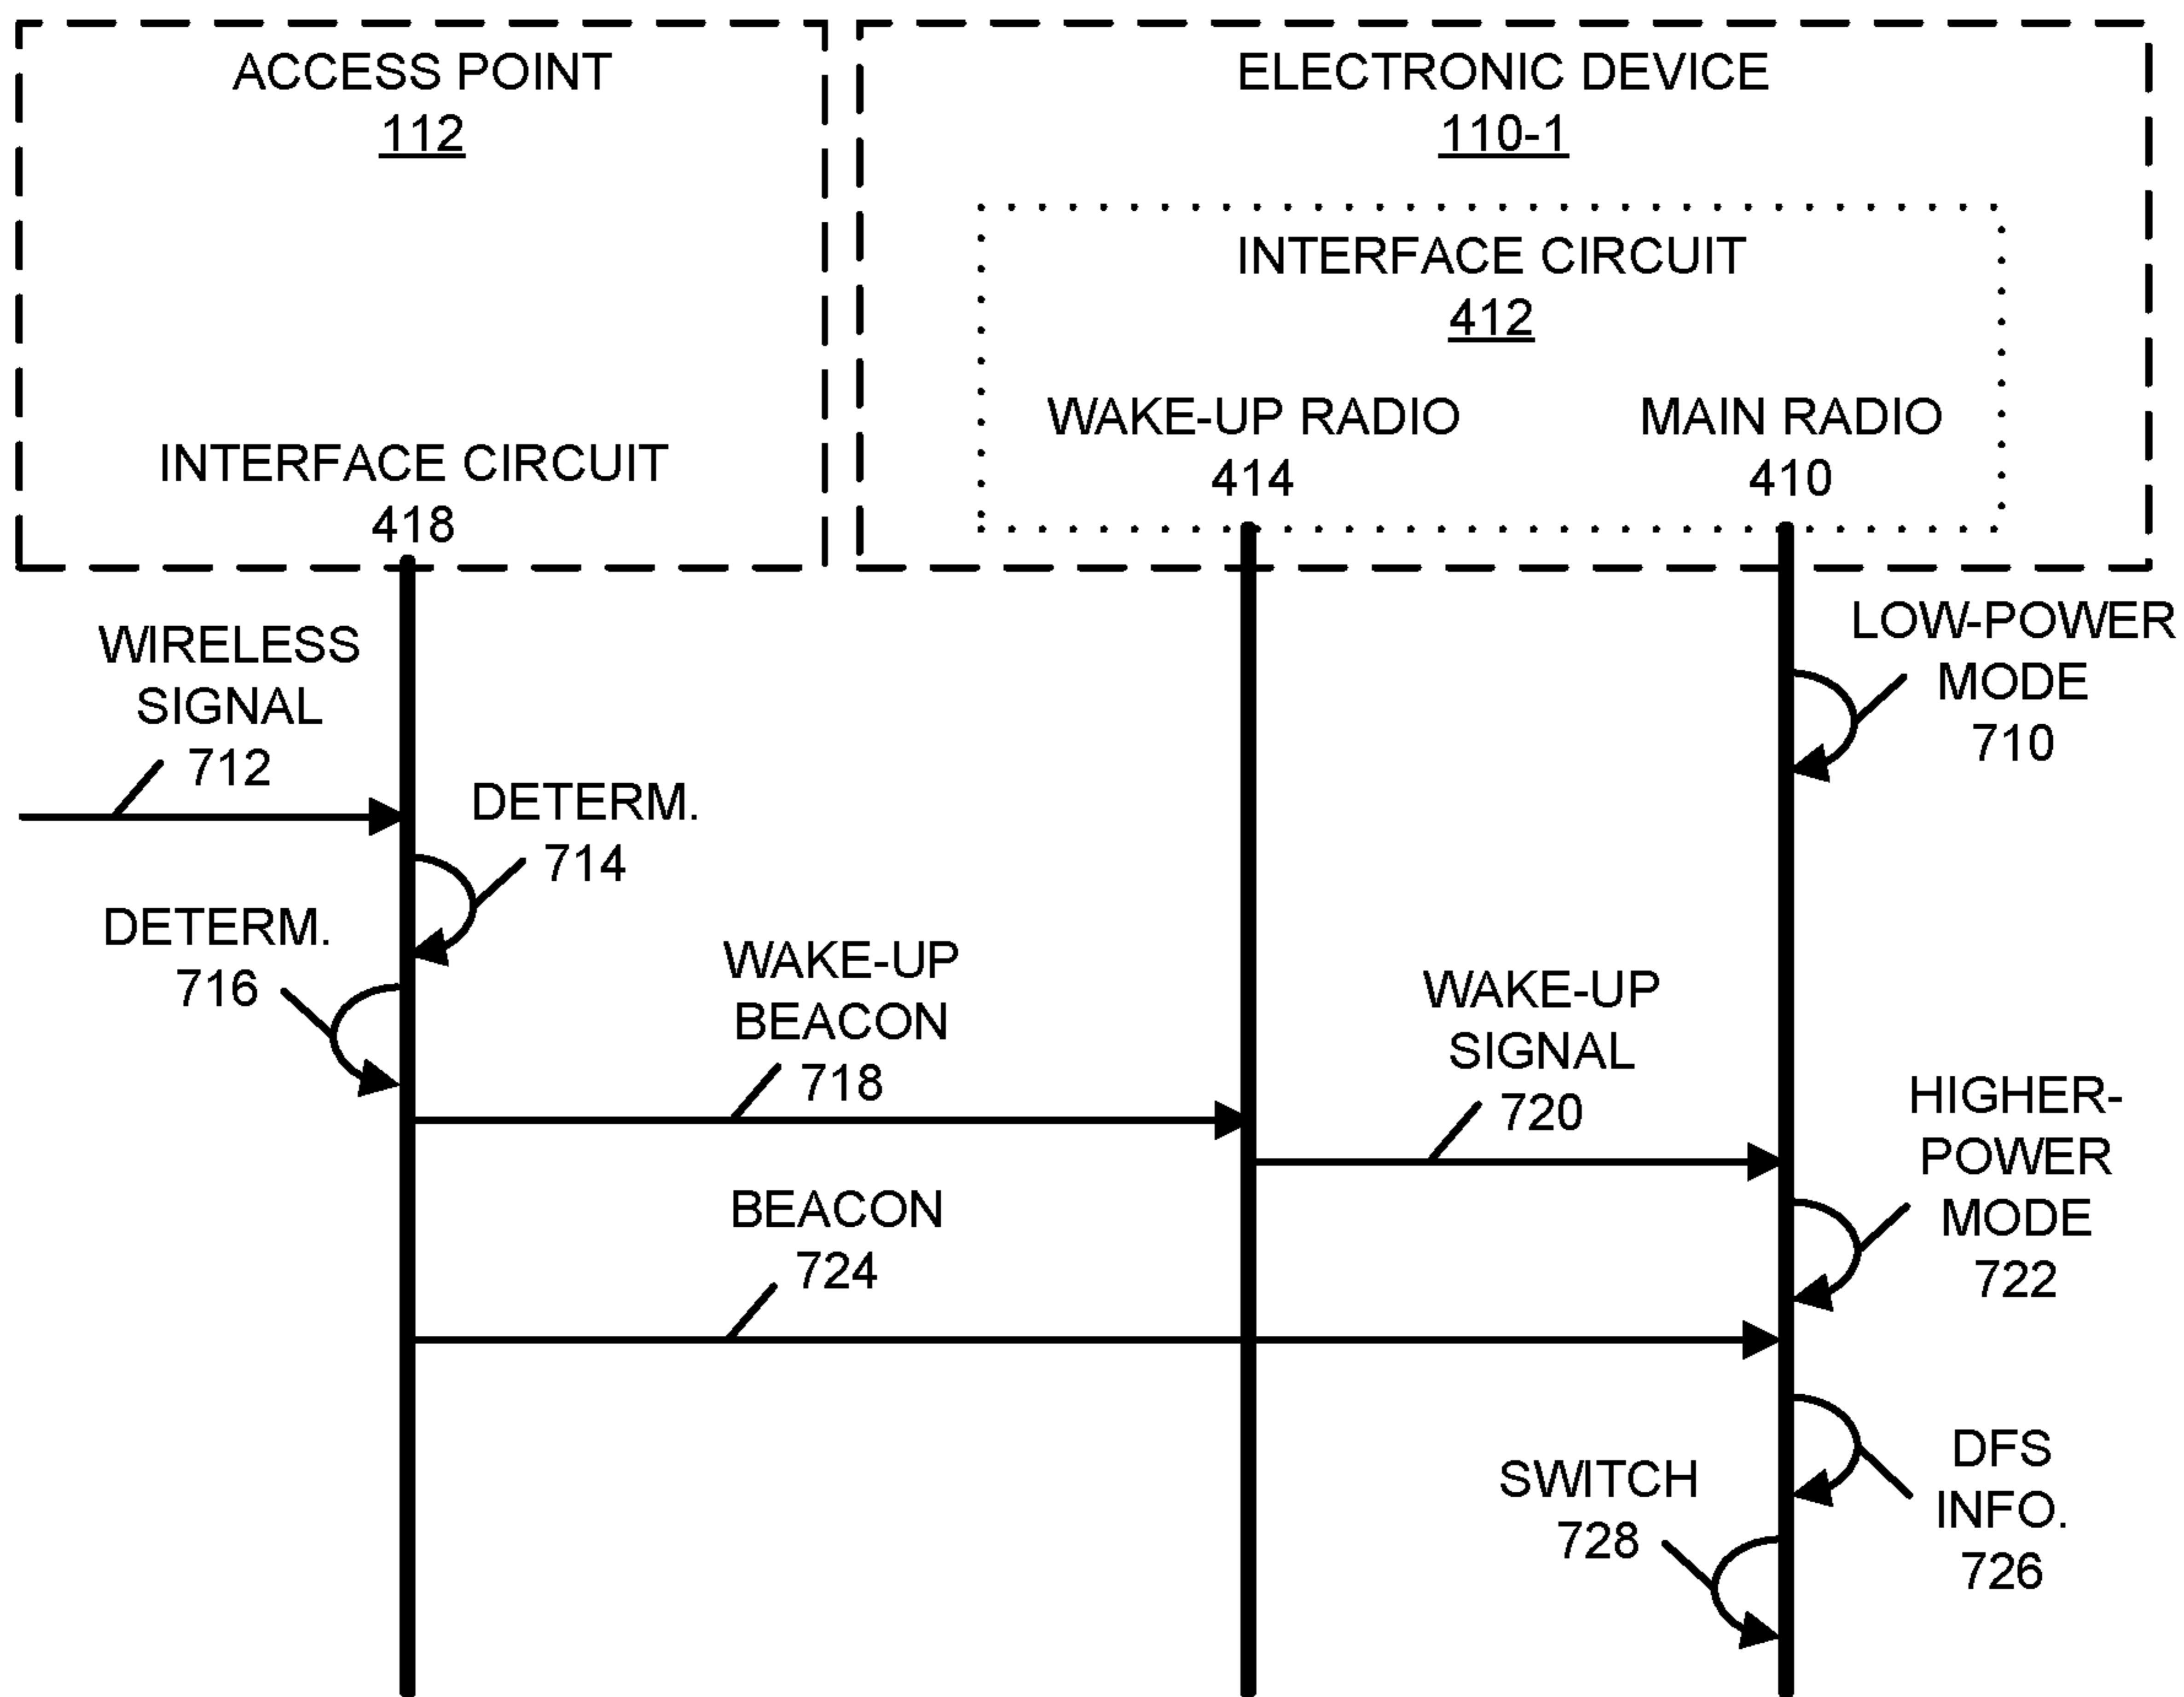 ACCESS POINT
112
INTERFACE CIRCUIT
418
ELECTRONIC DEVICE
110-1
INTERFACE CIRCUIT
412
WAKE-UP RADIO
414
MAIN RADIO
410
LOW-POWER
MODE
710
WIRELESS
SIGNAL
712
DETERM.
714
DETERM.
716
WAKE-UP
BEACON
718
WAKE-UP
SIGNAL
720
HIGHER-
POWER
MODE
722
BEACON
724
DFS
INFO.
726
SWITCH
728